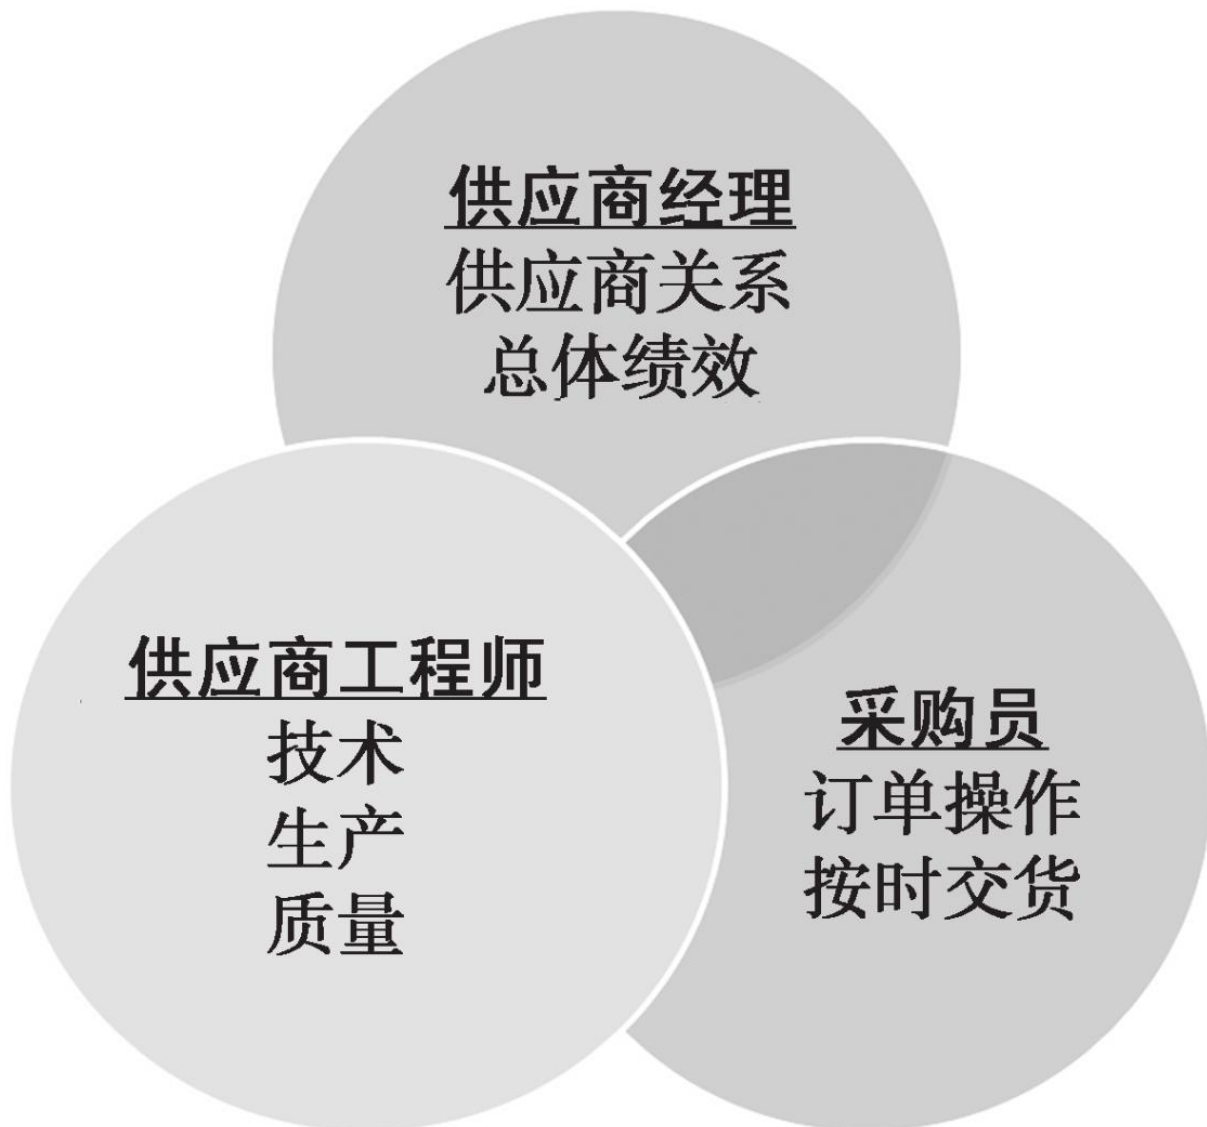 供应商经理
供应商关系
总体绩效
供应商工程师
技术
生产
质量
采购员
订单操作
按时交货